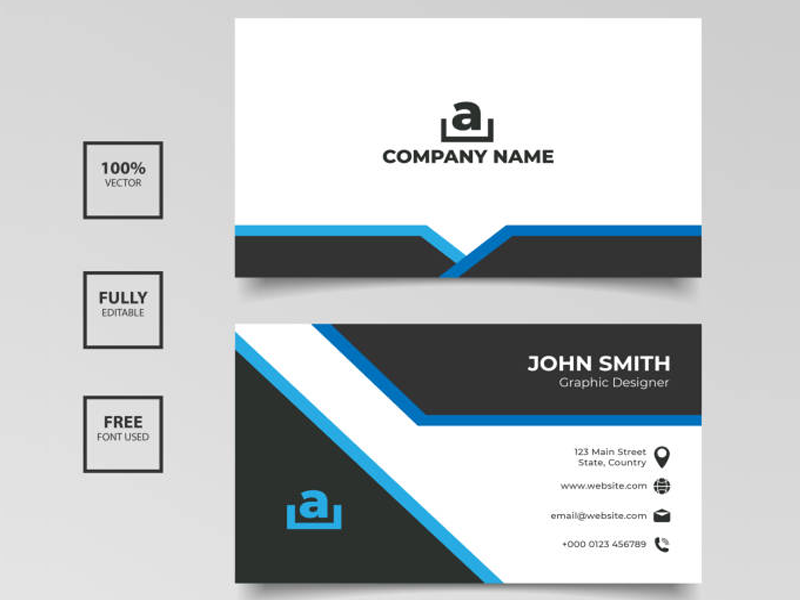 100%
VECTOR
FULLY
EDITABLE
FREE
FONT USED
a
COMPANY NAME
JOHN SMITH
Graphic Designer
123 Main Street
State, Country
www.website.com
email@website.com
+000 0123 456789
a